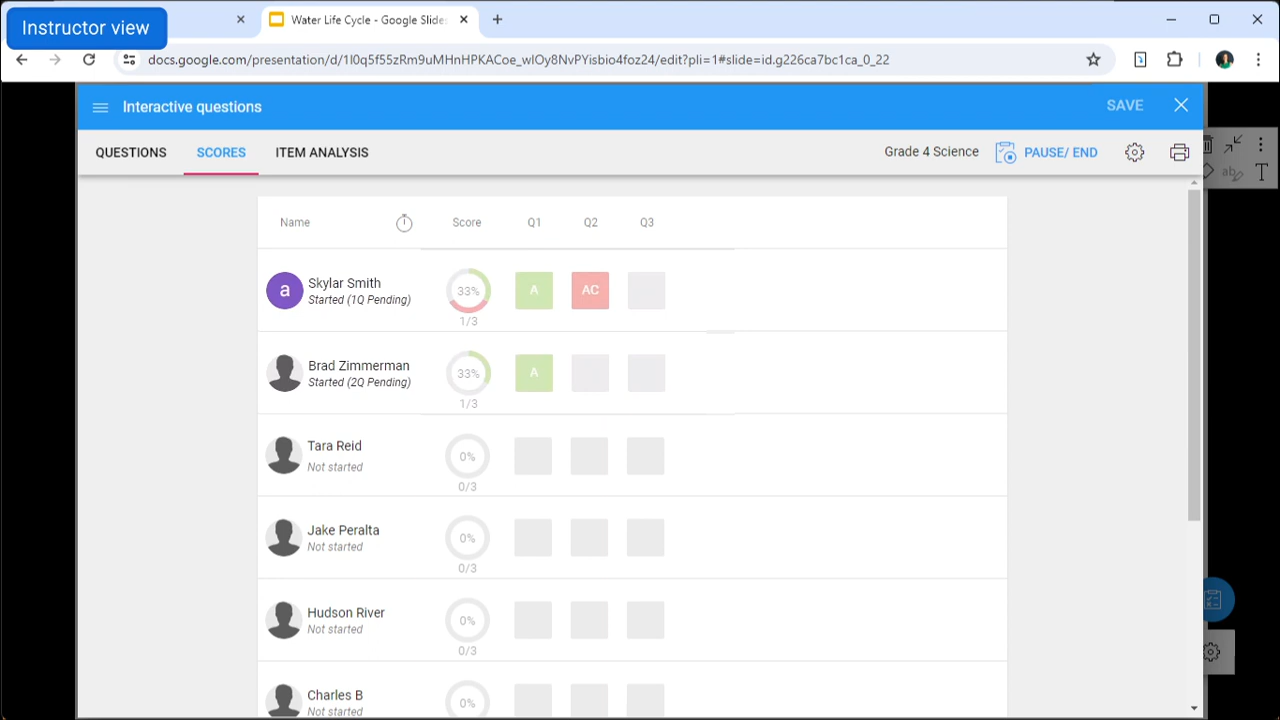 Instructor view
Water Life Cycle - Google Slide
docs.google.com/presentation/d/1I0q5f55zRm9uMHnHPKACoe_wIOy8NvPYisbio4foz24/edit?pli=1#slide=id.g226ca7bc1ca_0_22
Interactive questions
SAVE
QUESTIONS SCORES ITEM ANALYSIS Grade 4 Science PAUSE/ END
Name Score Q1 Q2 Q3
a Skylar Smith 33% A AC
Started (1Q Pending)
1/3
Brad Zimmerman 33% A
Started (2Q Pending)
1/3
Tara Reid 0%
Not started
0/3
Jake Peralta 0%
Not started
0/3
Hudson River 0%
Not started
0/3
Charles B 0%
Not started
ab
T